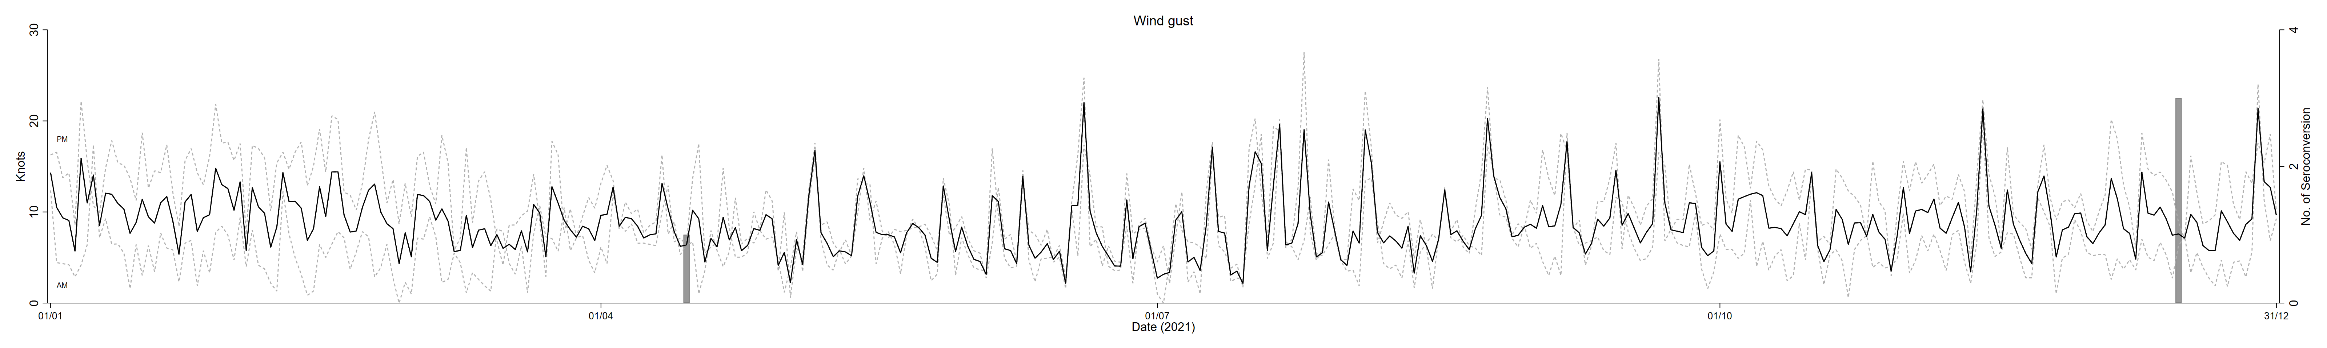 Wind gust
30
20
10
0
Knots
PM
AM
4
2
0
No. of Seroconversion
01/01
01/04
01/07
01/10
31/12
Date (2021)